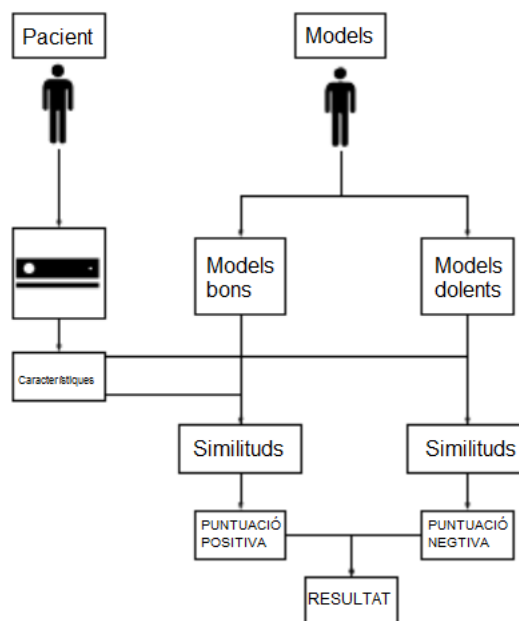 Pacient
Models
Models
bons
Models
dolents
Característiques
Similituds
Similituds
PUNTUACIÓ
POSITIVA
PUNTUACIÓ
NEGTIVA
RESULTAT